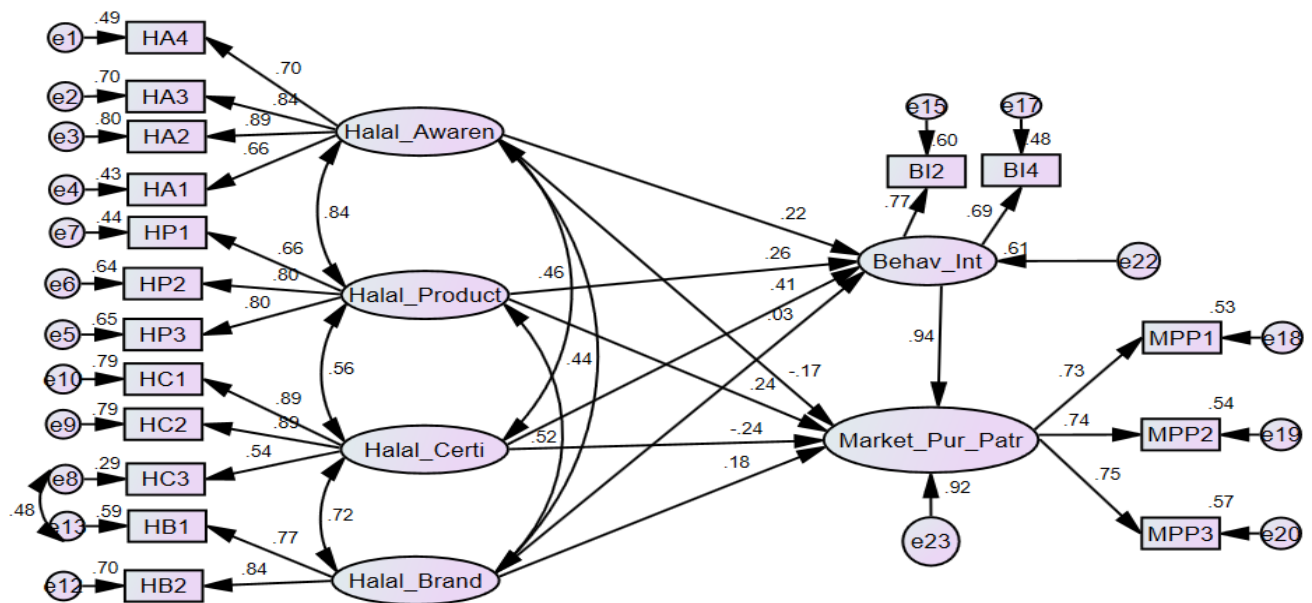 .49
e1 HA4
.70
.70
e2 HA3
.84
.80
e3 HA2
.89
Halal_Awaren
.66
.43
e4 HA1
.44
e7 HP1
.84
.66
.64
e6 HP2
.80
Halal_Product
.65
e5 HP3
.80
.79
e10 HC1
.56
.89
.79
e9 HC2
.89
Halal_Certi
.29
e8 HC3
.54
.48
.59
e13 HB1
.72
.77
.70
e12 HB2
.84
Halal_Brand
.46
.44
.52
.22
.26
.41
.03
-.17
.24
-.24
.18
e15 e17
.60 .48
BI2 BI4
.77 .69
.61
Behav_Int e22
.94
Market_Pur_Patr
.92
e23
.53
MPP1 e18
.73
.54
MPP2 e19
.74
.57
MPP3 e20
.75